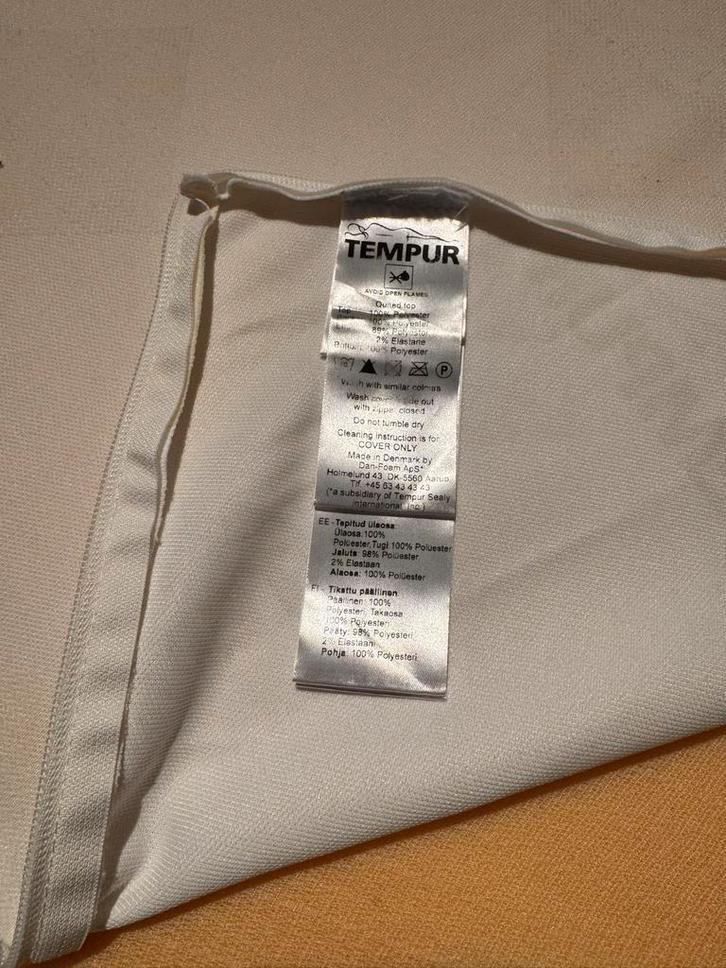 TEMPUR
AVOID OPEN FLAMES
Quilted top
Top: 100% Polyester
100% Polyester
2% Elastane
Bottom: 100% Polyester
P
Wash with similar colours
Wash cover inside out
with zipper closed
Do not tumble dry
Cleaning instruction is for
COVER ONLY
Made in Denmark by
Dan-Foam ApS*
Holmelund 43, DK-5560 Aarup
Tlf. +45 63 43 43 43
(*a subsidiary of Tempur Sealy
International Inc.)
EE - Tepitud ülaosa
Ülaosa: 100%
Polüester, Tugi: 100% Polüester
98% Polüester
2% Elastaan
Alaosa: 100% Polüester
FI - Tikattu päällinen
Päällinen: 100%
Polyesteri, Takaosa
100% Polyesteri
Pääty: 98% Polyesteri
2% Elastaani
Pohja: 100% Polyesteri